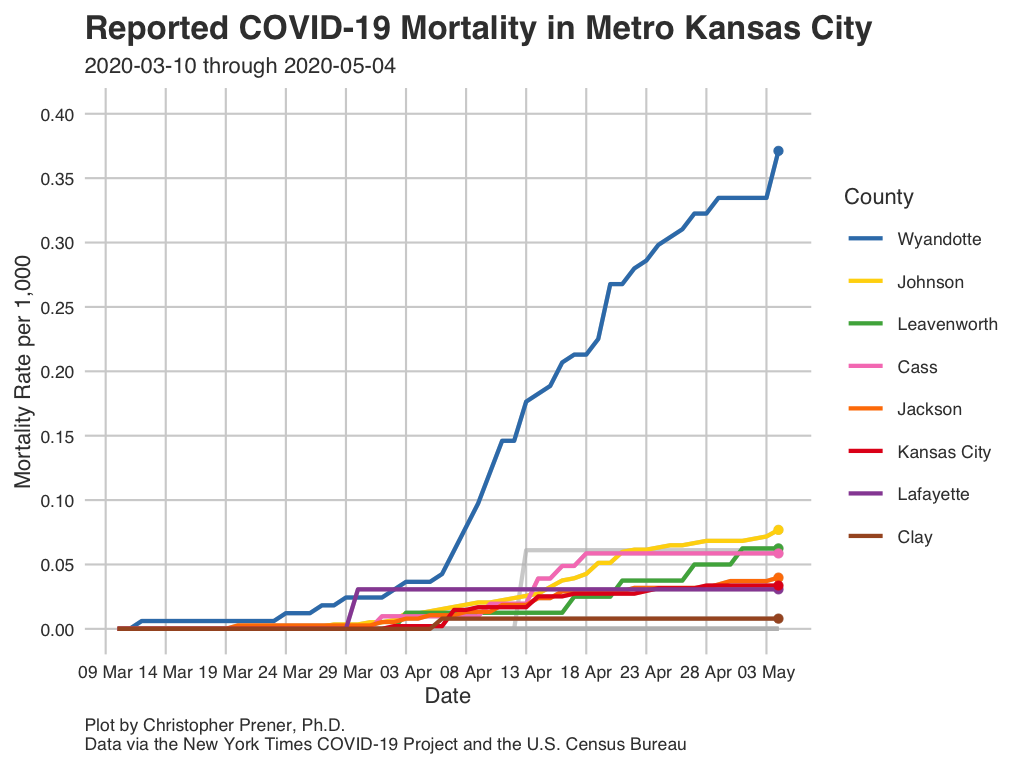 Reported COVID-19 Mortality in Metro Kansas City
2020-03-10 through 2020-05-04
Mortality Rate per 1,000
0.40
0.35
0.30
0.25
0.20
0.15
0.10
0.05
0.00
09 Mar 14 Mar 19 Mar 24 Mar 29 Mar 03 Apr 08 Apr 13 Apr 18 Apr 23 Apr 28 Apr 03 May
Date
County
Wyandotte
Johnson
Leavenworth
Cass
Jackson
Kansas City
Lafayette
Clay
Plot by Christopher Prener, Ph.D.
Data via the New York Times COVID-19 Project and the U.S. Census Bureau